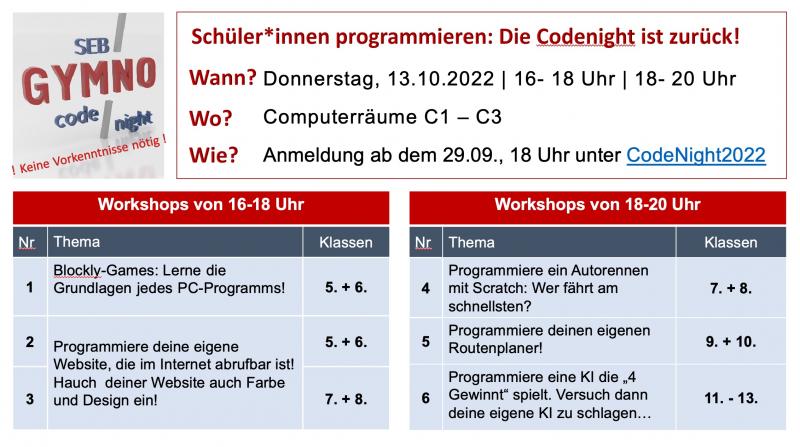 SEB
GYMNO
code night
! Keine Vorkenntnisse nötig !
Schüler*innen programmieren: Die Codenight ist zurück!
Wann? Donnerstag, 13.10.2022 | 16- 18 Uhr | 18- 20 Uhr
Wo? Computerräume C1 – C3
Wie? Anmeldung ab dem 29.09., 18 Uhr unter CodeNight2022
Workshops von 16-18 Uhr
Nr Thema Klassen
1 Blockly-Games: Lerne die
Grundlagen jedes PC-Programms! 5. + 6.
2 5. + 6.
Programmiere deine eigene
Website, die im Internet abrufbar ist!
Hauch deiner Website auch Farbe
und Design ein!
3 7. + 8.
Workshops von 18-20 Uhr
Nr Thema Klassen
Programmiere ein Autorennen
4 mit Scratch: Wer fährt am 7. + 8.
schnellsten?
5 Programmiere deinen eigenen
Routenplaner! 9. + 10.
Programmiere eine KI die „4
6 Gewinnt“ spielt. Versuch dann 11. - 13.
deine eigene KI zu schlagen…